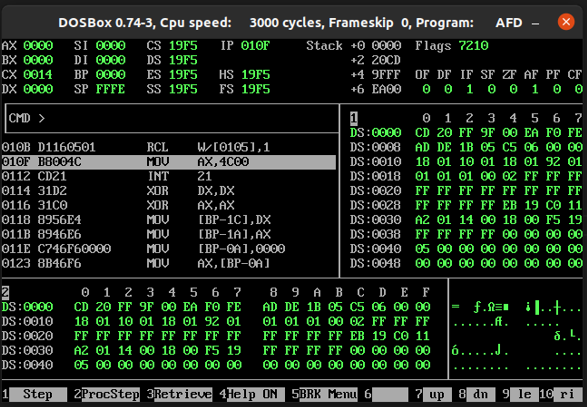 DOSBox 0.74-3, Cpu speed: 3000 cycles, Frameskip 0, Program: AFD
AX 0000 SI 0000 CS 19F5 IP 010F Stack +0 0000 Flags 7210
BX 0000 DI 0000 DS 19F5 +2 20CD
CX 0014 BP 0000 ES 19F5 HS 19F5 +4 9FFF OF DF IF SF ZF AF PF CF
DX 0000 SP FFFE SS 19F5 FS 19F5 +6 EA00 0 0 1 0 0 1 0 0
CMD >
1 0 1 2 3 4 5 6 7
DS:0000 CD 20 FF 9F 00 EA F0 FE
DS:0008 AD DE 1B 05 C5 06 00 00
DS:0010 18 01 10 01 18 01 92 01
DS:0018 01 01 01 00 02 FF FF FF
DS:0020 FF FF FF FF FF FF FF FF
DS:0028 FF FF FF FF EB 19 C0 11
DS:0030 A2 01 14 00 18 00 F5 19
DS:0038 FF FF FF FF 00 00 00 00
DS:0040 05 00 00 00 00 00 00 00
DS:0048 00 00 00 00 00 00 00 00
010B D1160501 RCL W/[0105],1
010F B8004C MOV AX,4C00
0112 CD21 INT 21
0114 31D2 XOR DX,DX
0116 31C0 XOR AX,AX
0118 8956E4 MOV [BP-1C],DX
011B 8946E6 MOV [BP-1A],AX
011E C746F60000 MOV [BP-0A],0000
0123 8B46F6 MOV AX,[BP-0A]
2 0 1 2 3 4 5 6 7 8 9 A B C D E F
DS:0000 CD 20 FF 9F 00 EA F0 FE AD DE 1B 05 C5 06 00 00
DS:0010 18 01 10 01 18 01 92 01 01 01 01 00 02 FF FF FF
DS:0020 FF FF FF FF FF FF FF FF FF FF FF FF EB 19 C0 11
DS:0030 A2 01 14 00 18 00 F5 19 FF FF FF FF 00 00 00 00
DS:0040 05 00 00 00 00 00 00 00 00 00 00 00 00 00 00 00
1 Step 2 ProcStep 3 Retrieve 4 Help ON 5 BRK Menu 6 7 up 8 dn 9 le 10 ri